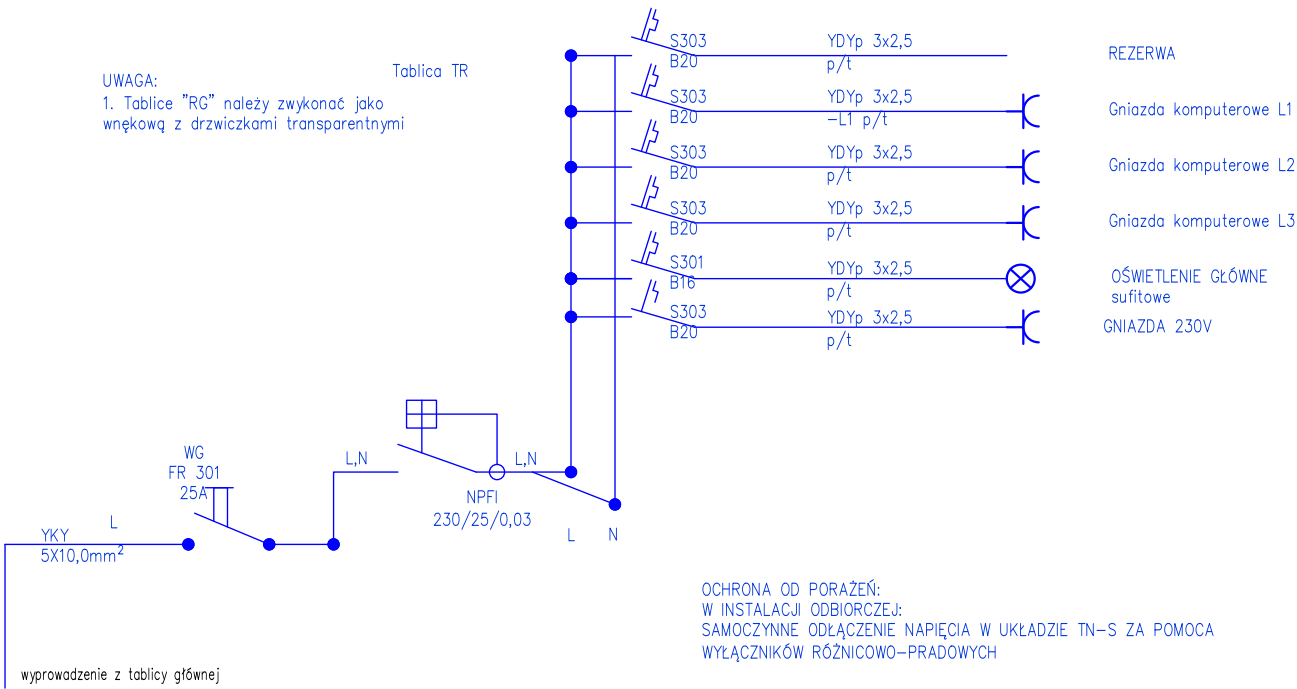 UWAGA:
1. Tablice "RG" należy zwykonać jako
wnękową z drzwiczkami transparentnymi
Tablica TR
S303
B20
YDYp 3x2,5
p/t
REZERWA
S303
B20
YDYp 3x2,5
-L1 p/t
Gniazda komputerowe L1
S303
B20
YDYp 3x2,5
p/t
Gniazda komputerowe L2
S303
B20
YDYp 3x2,5
p/t
Gniazda komputerowe L3
S301
B16
YDYp 3x2,5
p/t
OŚWIETLENIE GŁÓWNE
sufitowe
S303
B20
YDYp 3x2,5
p/t
GNIAZDA 230V
WG
FR 301
25A
L,N
L,N
NPFI
230/25/0,03
L
N
L
YKY
5X10,0mm²
OCHRONA OD PORAŻEŃ:
W INSTALACJI ODBIORCZEJ:
SAMOCZYNNE ODŁĄCZENIE NAPIĘCIA W UKŁADZIE TN-S ZA POMOCA
WYŁĄCZNIKÓW RÓŻNICOWO-PRADOWYCH
wyprowadzenie z tablicy głównej